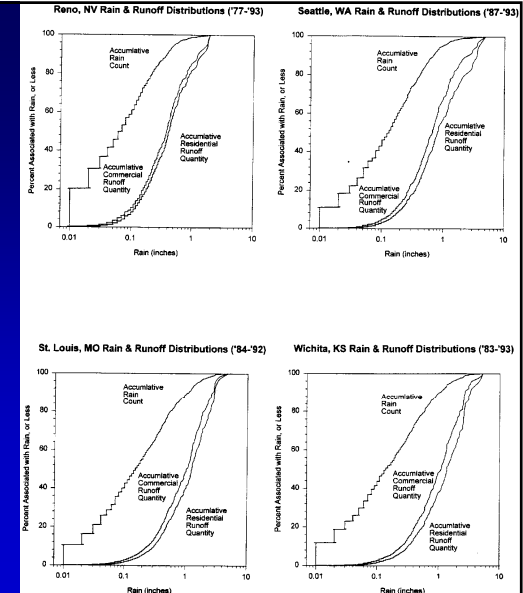 Reno, NV Rain & Runoff Distributions ('77-'93)
Percent Associated with Rain, or Less
100
80
60
40
20
0
Accumlative
Rain
Count
Accumlative
Residential
Runoff
Quantity
Accumlative
Commercial
Runoff
Quantity
0.01
0.1
1
10
Rain (inches)
Seattle, WA Rain & Runoff Distributions ('87-'93)
Percent Associated with Rain, or Less
100
80
60
40
20
0
Accumlative
Rain
Count
Accumlative
Residential
Runoff
Quantity
Accumlative
Commercial
Runoff
Quantity
0.01
0.1
1
10
Rain (inches)
St. Louis, MO Rain & Runoff Distributions ('84-'92)
Percent Associated with Rain, or Less
100
80
60
40
20
0
Accumlative
Rain
Count
Accumlative
Commercial
Runoff
Quantity
Accumlative
Residential
Runoff
Quantity
0.01
0.1
1
10
Rain (inches)
Wichita, KS Rain & Runoff Distributions ('83-'93)
Percent Associated with Rain, or Less
100
80
60
40
20
0
Accumlative
Rain
Count
Accumlative
Commercial
Runoff
Quantity
Accumlative
Residential
Runoff
Quantity
0.01
0.1
1
10
Rain (inches)